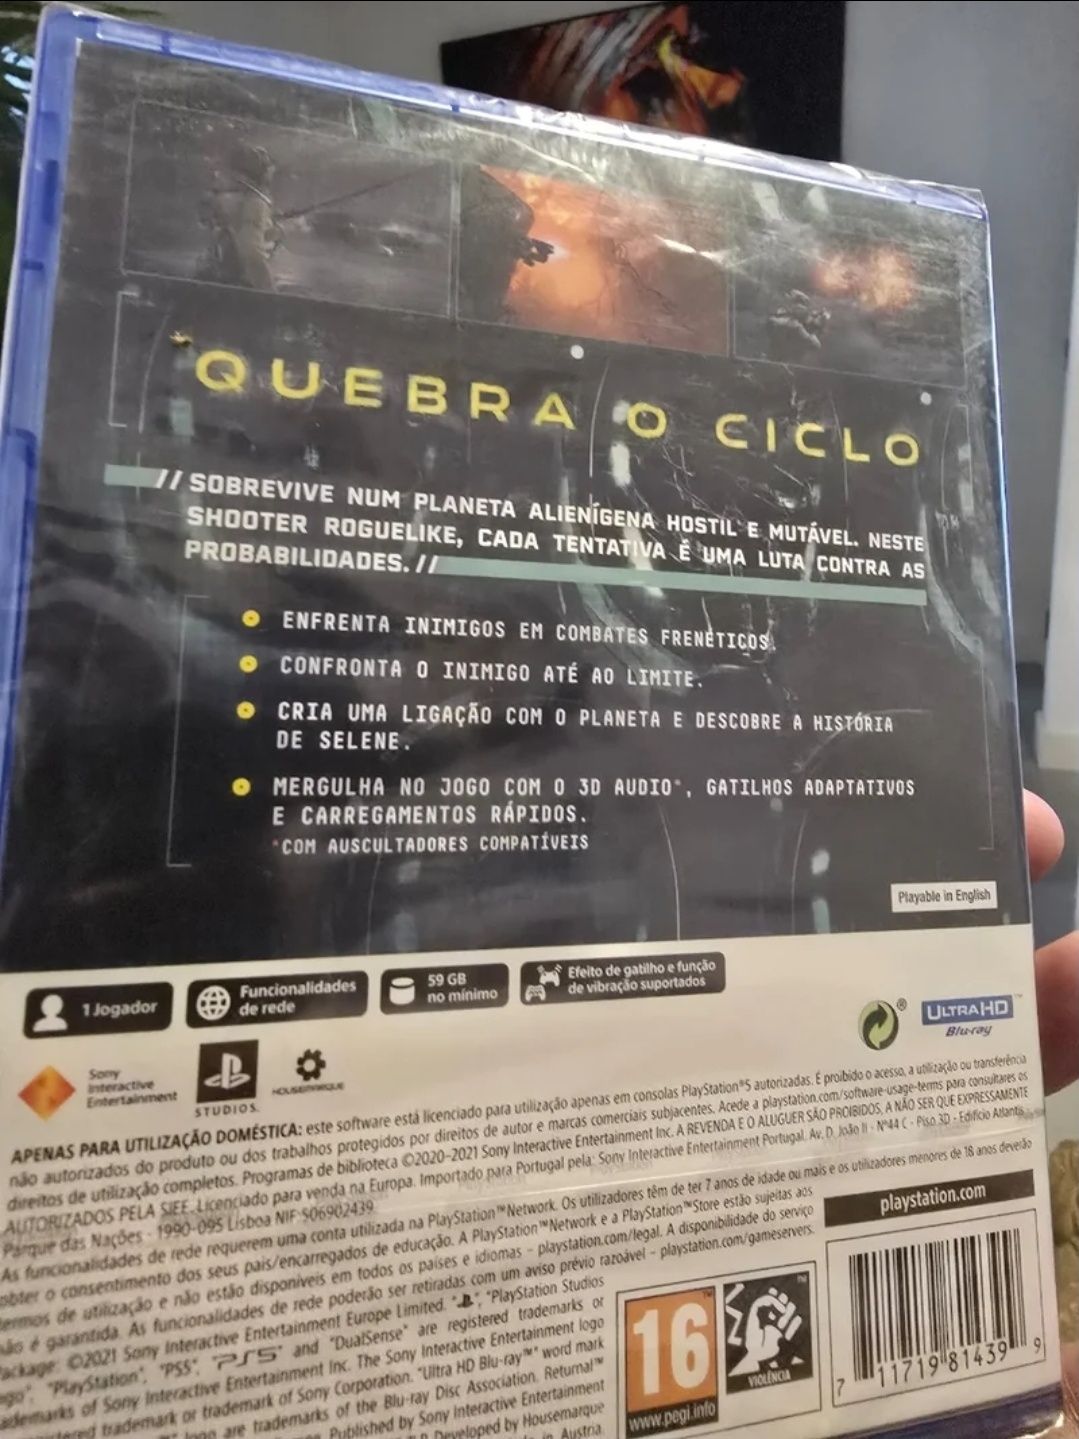 QUEBRA O CICLO
// SOBREVIVE NUM PLANETA ALIENÍGENA HOSTIL E MUTÁVEL. NESTE
SHOOTER ROGUELIKE, CADA TENTATIVA É UMA LUTA CONTRA AS
PROBABILIDADES. //
ENFRENTA INIMIGOS EM COMBATES FRENÉTICOS.
CONFRONTA O INIMIGO ATÉ AO LIMITE.
CRIA UMA LIGAÇÃO COM O PLANETA E DESCOBRE A HISTÓRIA
DE SELENE.
MERGULHA NO JOGO COM O 3D AUDIO*, GATILHOS ADAPTATIVOS
E CARREGAMENTOS RÁPIDOS.
*COM AUSCULTADORES COMPATÍVEIS
Playable in English
1 Jogador
Funcionalidades
de rede
59 GB
no mínimo
Efeito de gatilho e função
de vibração suportados
ULTRA HD
Blu-ray
Sony
Interactive
Entertainment
STUDIOS
HOUSEMARQUE
APENAS PARA UTILIZAÇÃO DOMÉSTICA: este software está licenciado para utilização apenas em consolas PlayStation®5 autorizadas. É proibido o acesso, a utilização ou transferência
não autorizados do produto ou dos trabalhos protegidos por direitos de autor e marcas comerciais subjacentes. Acede a playstation.com/software-usage-terms para consultares os
direitos de utilização completos. Programas de biblioteca ©2020-2021 Sony Interactive Entertainment Inc. A REVENDA E O ALUGUER SÃO PROIBIDOS, A NÃO SER QUE EXPRESSAMENTE
AUTORIZADOS PELA SIEE. Licenciado para venda na Europa. Importado para Portugal pela: Sony Interactive Entertainment Portugal. Av. D. João II - Nº44 C - Piso 3D - Edifício Atlantis
Parque das Nações - 1990-095 Lisboa NIF:506902439
As funcionalidades de rede requerem uma conta utilizada na PlayStation™Network. Os utilizadores têm de ter 7 anos de idade ou mais e os utilizadores menores de 18 anos deverão
obter o consentimento dos seus pais/encarregados de educação. A PlayStation™Network e a PlayStation™Store estão sujeitas aos
termos de utilização e não estão disponíveis em todos os países e idiomas – playstation.com/legal. A disponibilidade do serviço
não é garantida. As funcionalidades de rede poderão ser retiradas com um aviso prévio razoável – playstation.com/gameservers.
Package: ©2021 Sony Interactive Entertainment Europe Limited. "PlayStation Studios
logo", "PlayStation", "PS5", "PS5" and "DualSense" are registered trademarks or
trademarks of Sony Interactive Entertainment Inc. The Sony Interactive Entertainment logo
registered trademark or trademark of Sony Corporation. "Ultra HD Blu-ray™" word mark
logo are trademarks of the Blu-ray Disc Association. Returnal™
Published by Sony Interactive Entertainment
Developed by Housemarque
in Austria.
playstation.com
16
www.pegi.info
VIOLÊNCIA
7 11719 81439 9